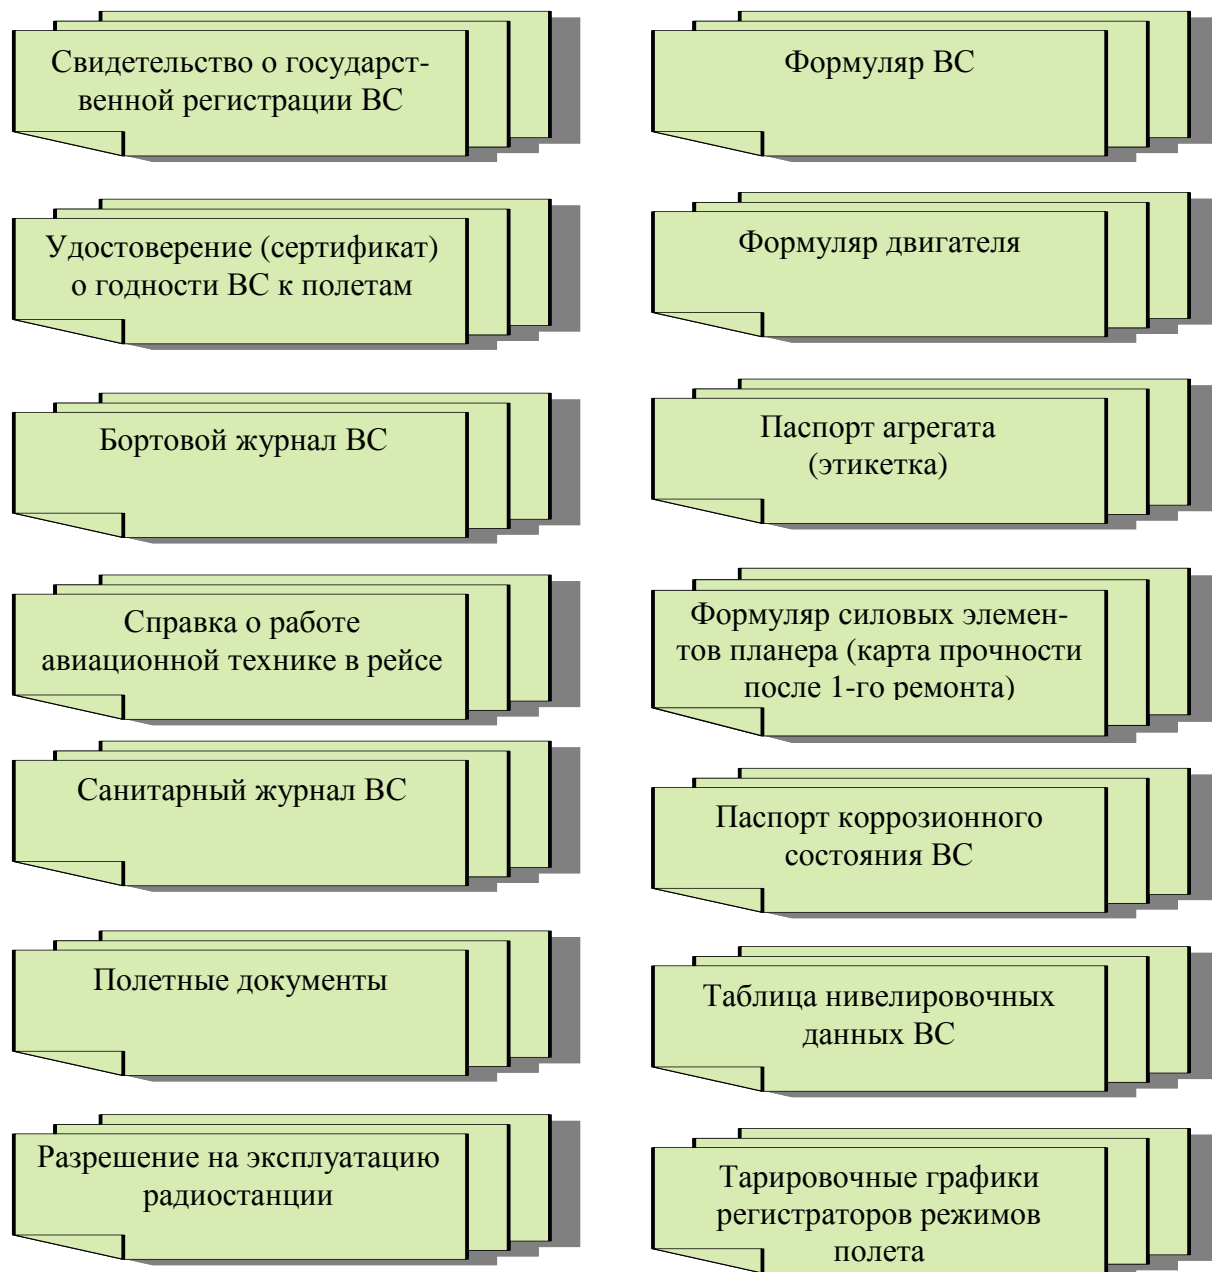 Свидетельство о государст-
венной регистрации ВС
Удостоверение (сертификат)
о годности ВС к полетам
Бортовой журнал ВС
Справка о работе
авиационной технике в рейсе
Санитарный журнал ВС
Полетные документы
Разрешение на эксплуатацию
радиостанции
Формуляр ВС
Формуляр двигателя
Паспорт агрегата
(этикетка)
Формуляр силовых элемен-
тов планера (карта прочности
после 1-го ремонта)
Паспорт коррозионного
состояния ВС
Таблица нивелировочных
данных ВС
Тарировочные графики
регистраторов режимов
полета